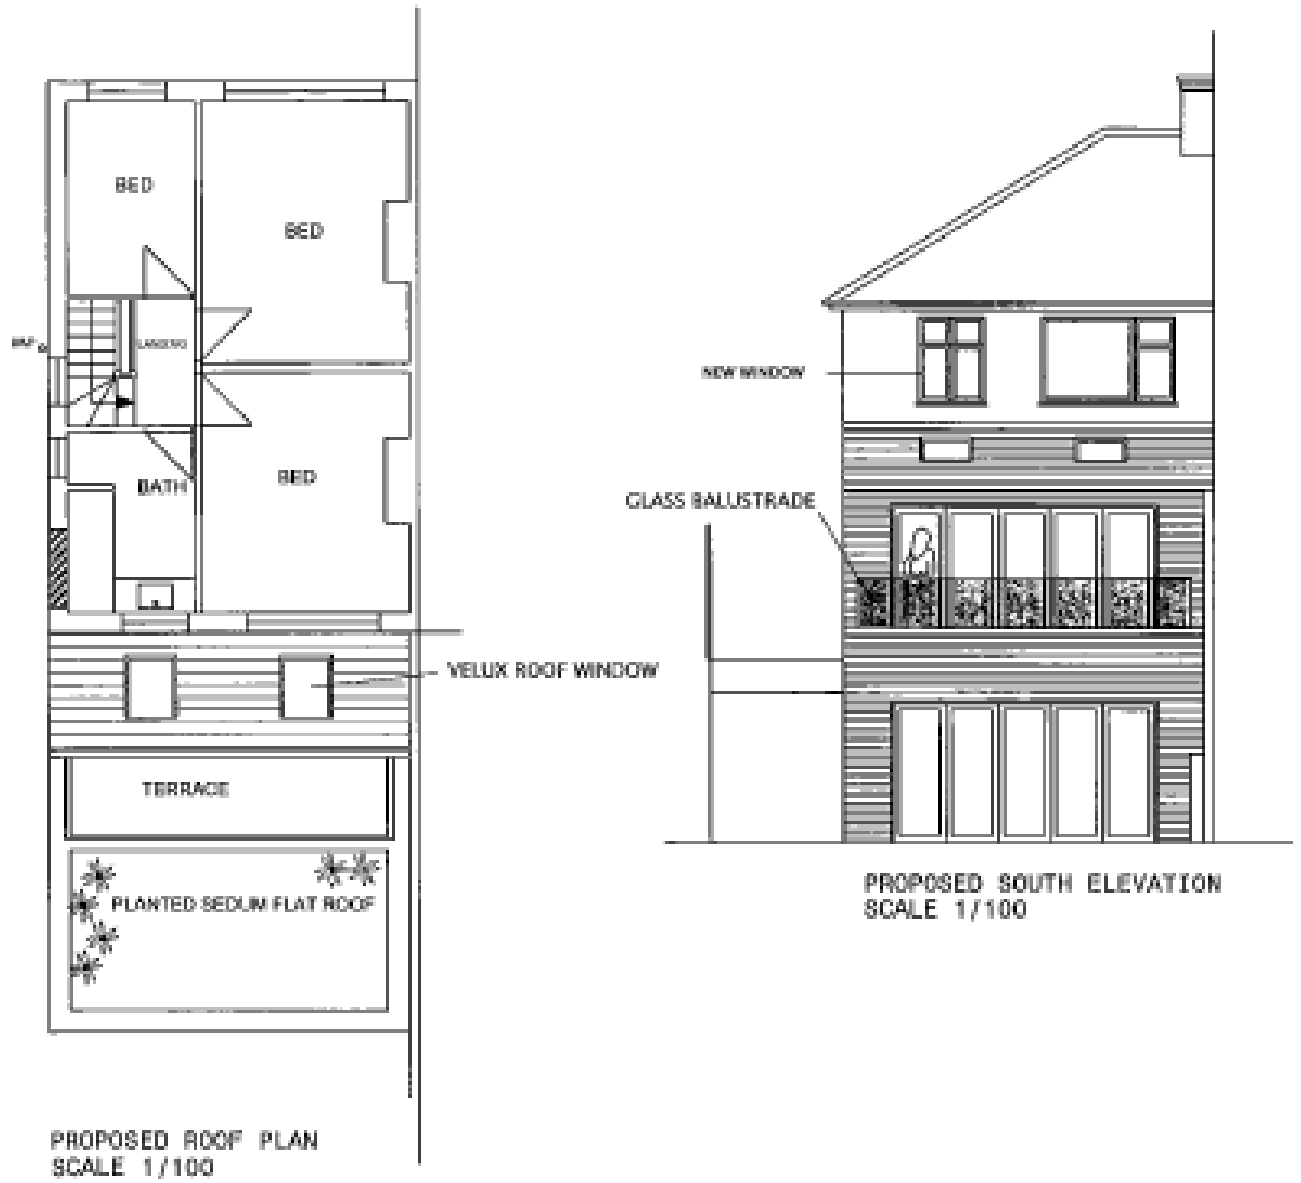 BED
BED
LANDING
BATH
BED
VELUX ROOF WINDOW
TERRACE
PLANTED SEDUM FLAT ROOF
PROPOSED ROOF PLAN
SCALE 1/100
NEW WINDOW
GLASS BALUSTRADE
PROPOSED SOUTH ELEVATION
SCALE 1/100